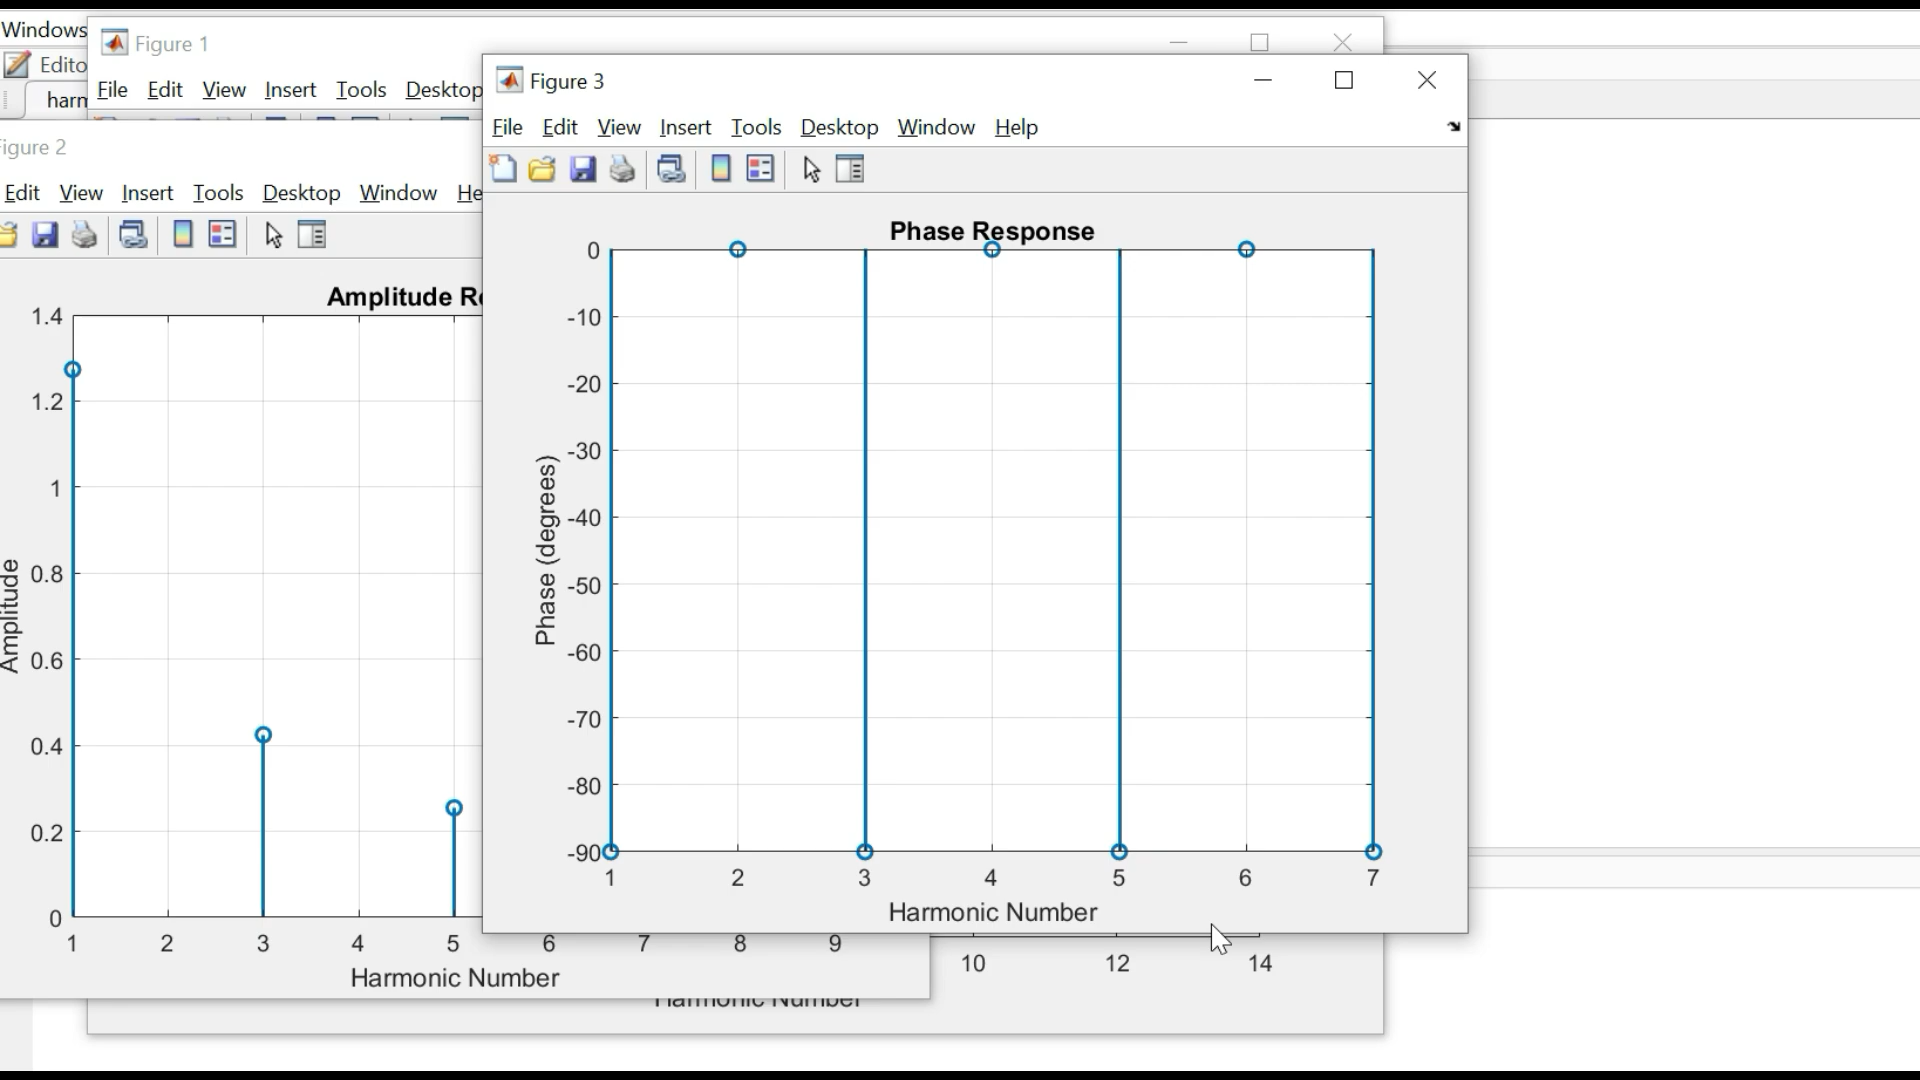 Windows
Figure 1
Edito
harm
File Edit View Insert Tools Desktop
Figure 3
File Edit View Insert Tools Desktop Window Help
igure 2
Edit View Insert Tools Desktop Window He
Phase Response
0
-10
-20
-30
-40
-50
-60
-70
-80
-90
Phase (degrees)
1 2 3 4 5 6 7
Harmonic Number
Amplitude Re
1.4
1.2
1
0.8
0.6
0.4
0.2
0
Amplitude
1 2 3 4 5 6 7 8 9
Harmonic Number
10 12 14
Harmonic Number